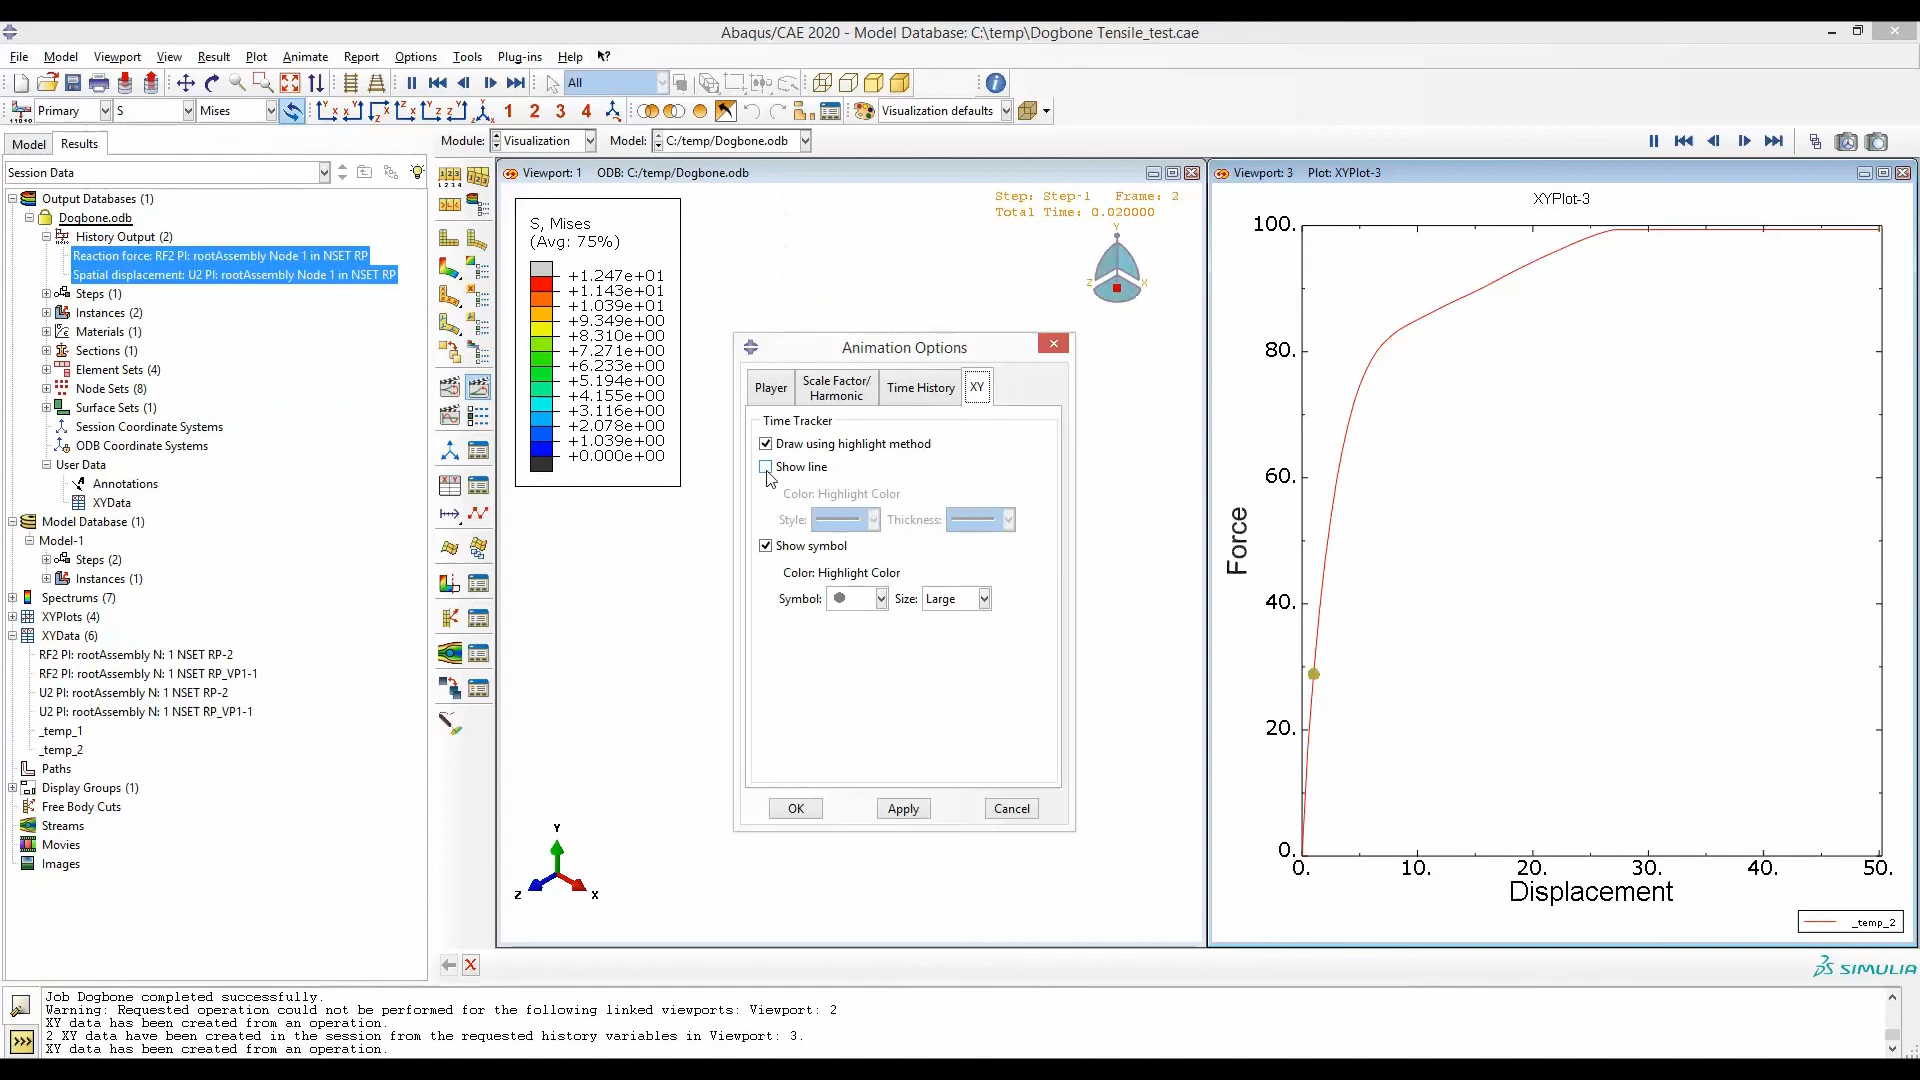 Abaqus/CAE 2020 - Model Database: C:\temp\Dogbone Tensile_test.cae
File Model Viewport View Result Plot Animate Report Options Tools Plug-ins Help
All
Primary S Mises 1 2 3 4 Visualization defaults
Model Results
Module: Visualization Model: C:/temp/Dogbone.odb
Session Data
Output Databases (1)
Dogbone.odb
History Output (2)
Reaction force: RF2 PI: rootAssembly Node 1 in NSET RP
Spatial displacement: U2 PI: rootAssembly Node 1 in NSET RP
Steps (1)
Instances (2)
Materials (1)
Sections (1)
Element Sets (4)
Node Sets (8)
Surface Sets (1)
Session Coordinate Systems
ODB Coordinate Systems
User Data
Annotations
XYData
Model Database (1)
Model-1
Steps (2)
Instances (1)
Spectrums (7)
XYPlots (4)
XYData (6)
RF2 PI: rootAssembly N: 1 NSET RP-2
RF2 PI: rootAssembly N: 1 NSET RP_VP1-1
U2 PI: rootAssembly N: 1 NSET RP-2
U2 PI: rootAssembly N: 1 NSET RP_VP1-1
_temp_1
_temp_2
Paths
Display Groups (1)
Free Body Cuts
Streams
Movies
Images
Viewport: 1 ODB: C:/temp/Dogbone.odb
Step: Step-1 Frame: 2
Total Time: 0.020000
Y
Z X
S, Mises
(Avg: 75%)
+1.247e+01
+1.143e+01
+1.039e+01
+9.349e+00
+8.310e+00
+7.271e+00
+6.233e+00
+5.194e+00
+4.155e+00
+3.116e+00
+2.078e+00
+1.039e+00
+0.000e+00
Y
Z X
Animation Options
Player Scale Factor/ Harmonic Time History XY
Time Tracker
Draw using highlight method
Show line
Color: Highlight Color
Style: Thickness:
Show symbol
Color: Highlight Color
Symbol: Size: Large
OK Apply Cancel
Viewport: 3 Plot: XYPlot-3
XYPlot-3
100.
80.
60.
40.
20.
0.
Force
0. 10. 20. 30. 40. 50.
Displacement
_temp_2
SIMULIA
Job Dogbone completed successfully.
Warning: Requested operation could not be performed for the following linked viewports: Viewport: 2
XY data has been created from an operation.
2 XY data have been created in the session from the requested history variables in Viewport: 3.
XY data has been created from an operation.